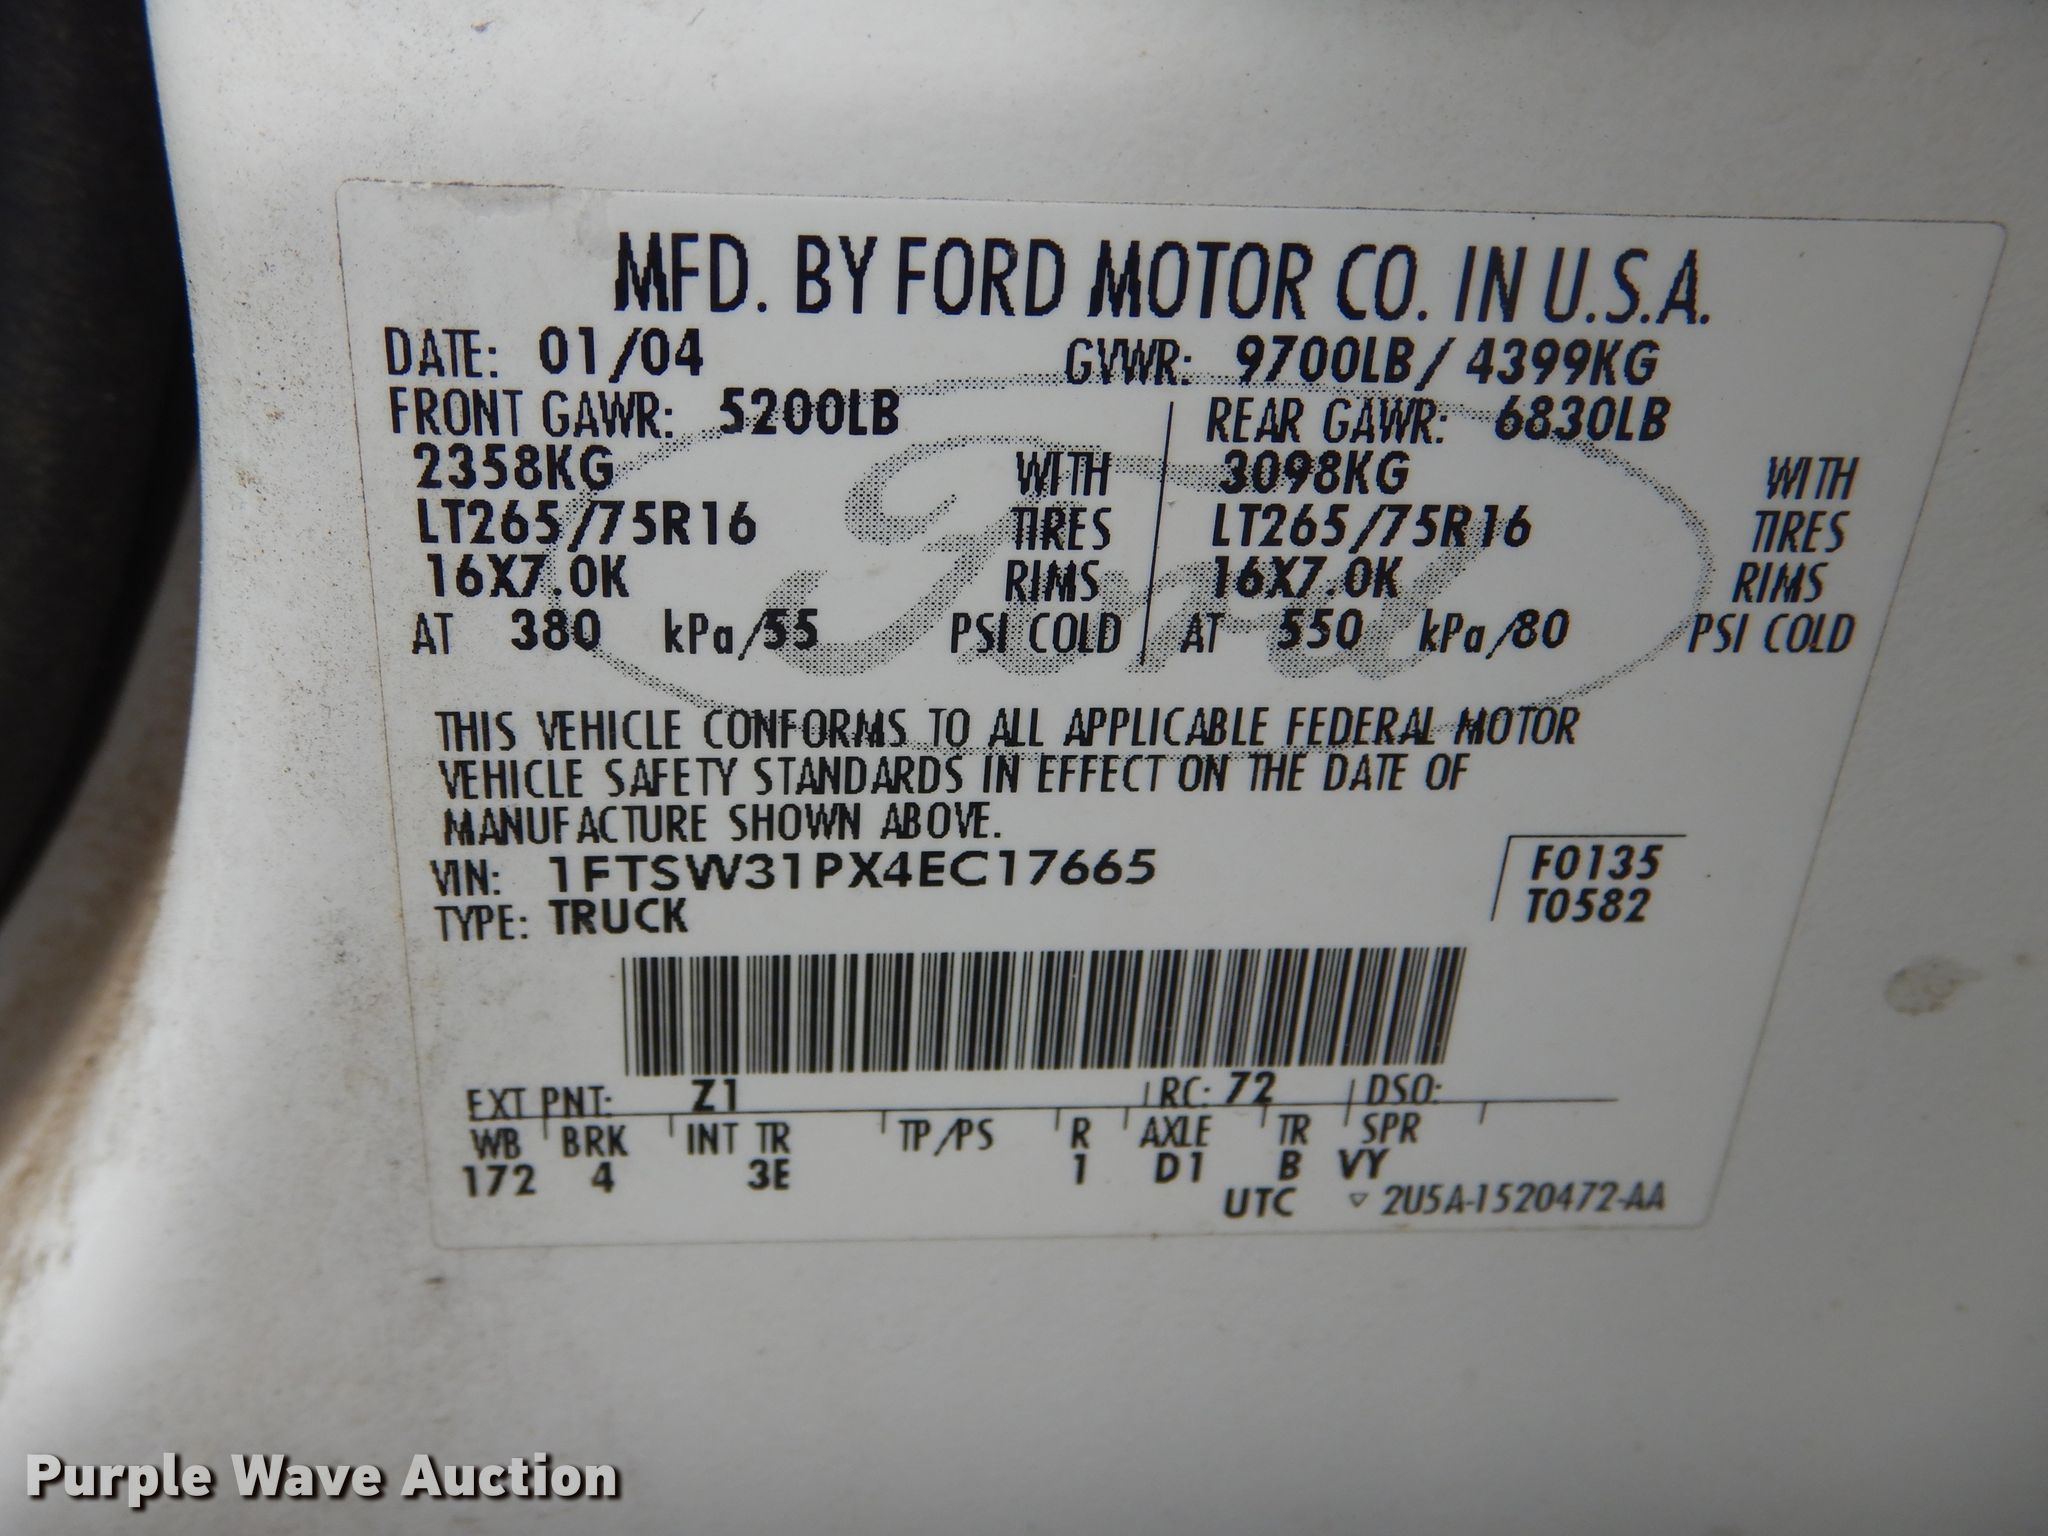 MFD. BY FORD MOTOR CO. IN U.S.A.
DATE: 01/04 GVWR: 9700LB/ 4399KG
FRONT GAWR: 5200LB REAR GAWR: 6830LB
2358KG WITH 3098KG WITH
LT265/75R16 TIRES LT265/75R16 TIRES
16X7.0K RIMS 16X7.0K RIMS
AT 380 kPa/55 PSI COLD AT 550 kPa/80 PSI COLD
Ford
THIS VEHICLE CONFORMS TO ALL APPLICABLE FEDERAL MOTOR
VEHICLE SAFETY STANDARDS IN EFFECT ON THE DATE OF
MANUFACTURE SHOWN ABOVE.
VIN: 1FTSW31PX4EC17665 F0135
TYPE: TRUCK T0582
EXT PNT: Z1 RC: 72 DSO:
WB BRK INT TR TP/PS R AXLE TR SPR
172 4 3E 1 D1 B VY
UTC ▽ 2U5A-1520472-AA
Purple Wave Auction